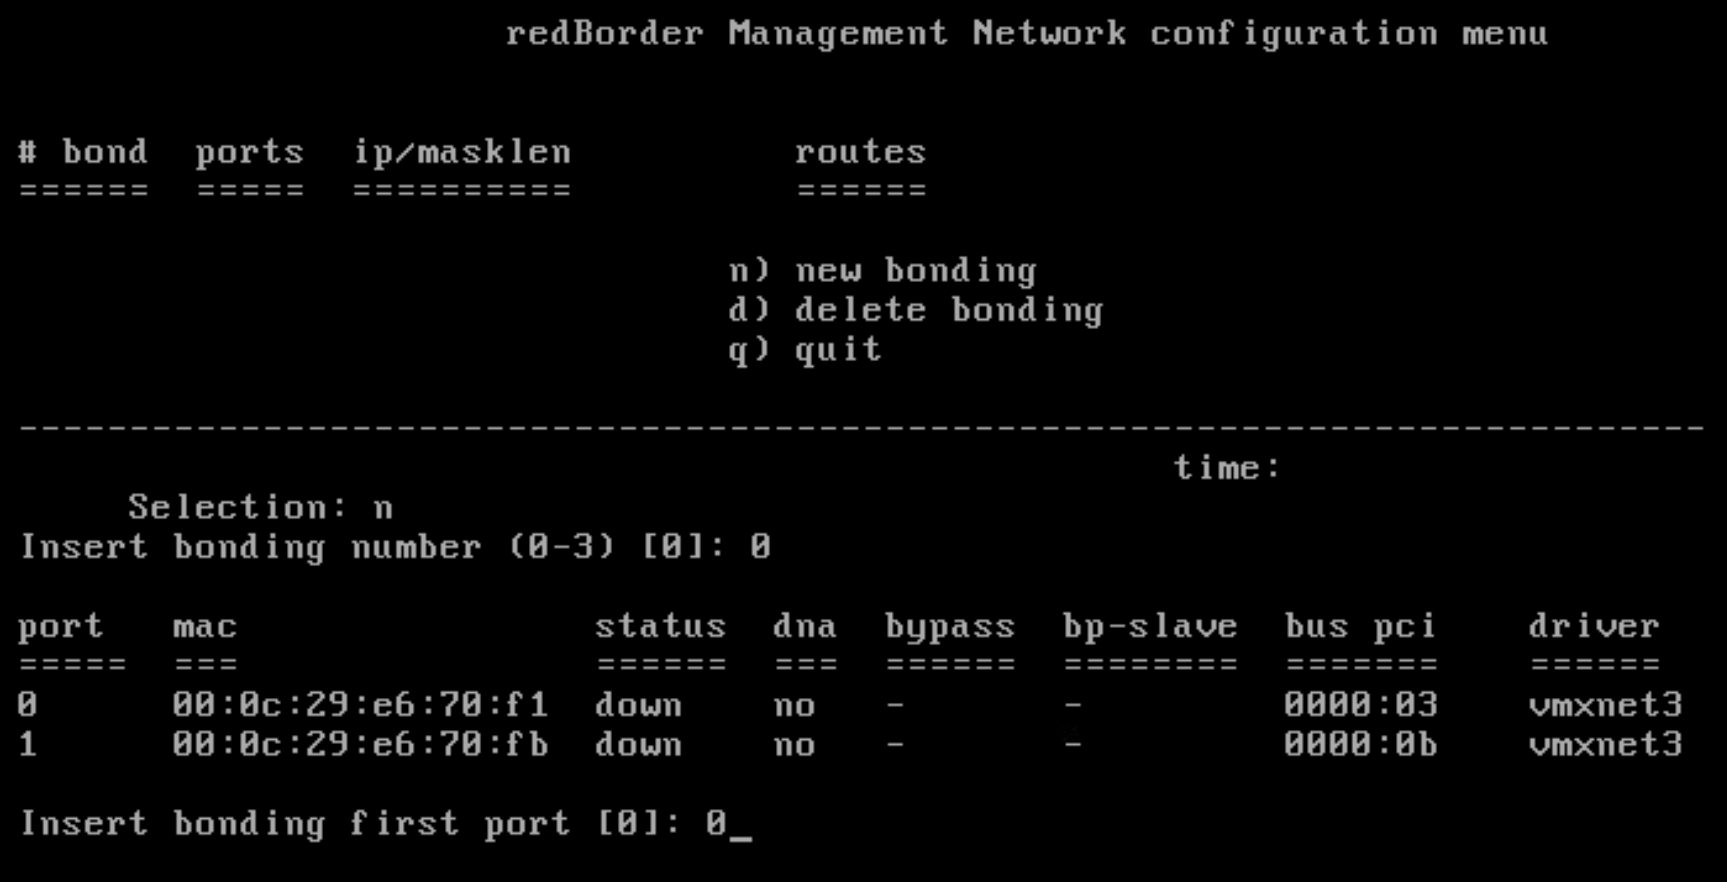 redBorder Management Network configuration menu
# bond  ports  ip/masklen          routes
======  =====  ==========          ======
n) new bonding
d) delete bonding
q) quit
----------------------------------------------------------------------------
time:
Selection: n
Insert bonding number (0-3) [0]: 0
port   mac                status  dna  bypass  bp-slave  bus pci    driver
=====  ===                ======  ===  ======  ========  =======    ======
0      00:0c:29:e6:70:f1  down    no   -       -         0000:03    vmxnet3
1      00:0c:29:e6:70:fb  down    no   -       -         0000:0b    vmxnet3
Insert bonding first port [0]: 0_